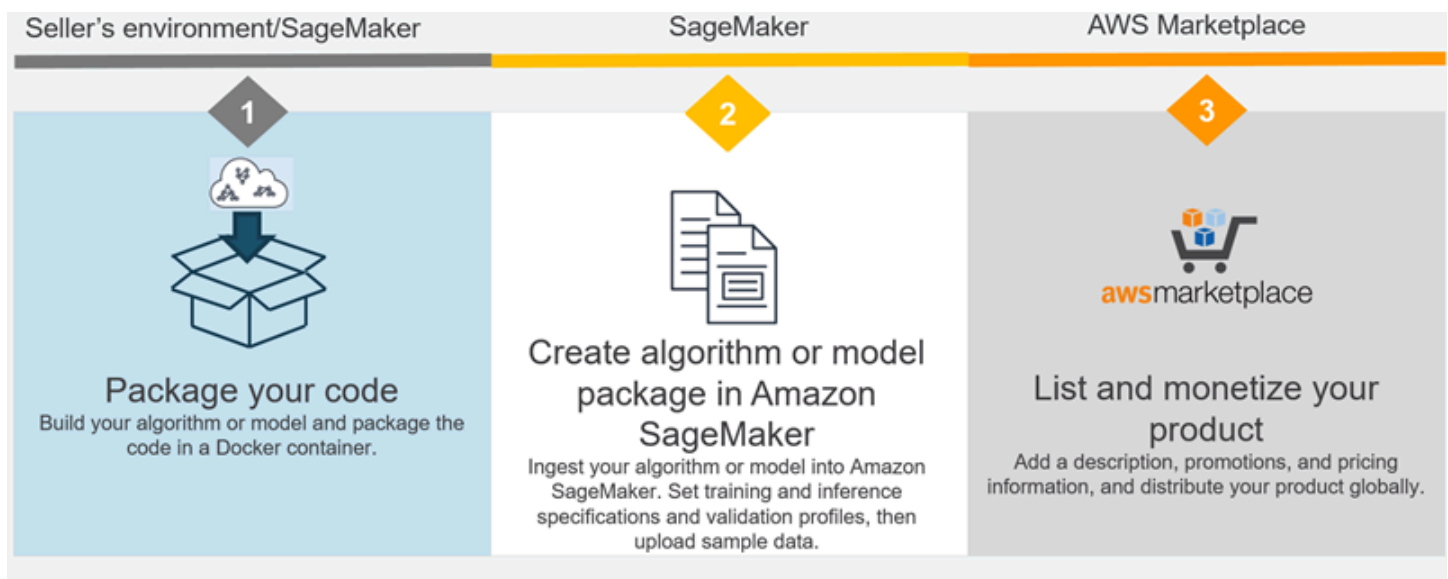 Seller’s environment/SageMaker
SageMaker
AWS Marketplace
1
2
3
awsmarketplace
Package your code
Build your algorithm or model and package the
code in a Docker container.
Create algorithm or model
package in Amazon
SageMaker
Ingest your algorithm or model into Amazon
SageMaker. Set training and inference
specifications and validation profiles, then
upload sample data.
List and monetize your
product
Add a description, promotions, and pricing
information, and distribute your product globally.